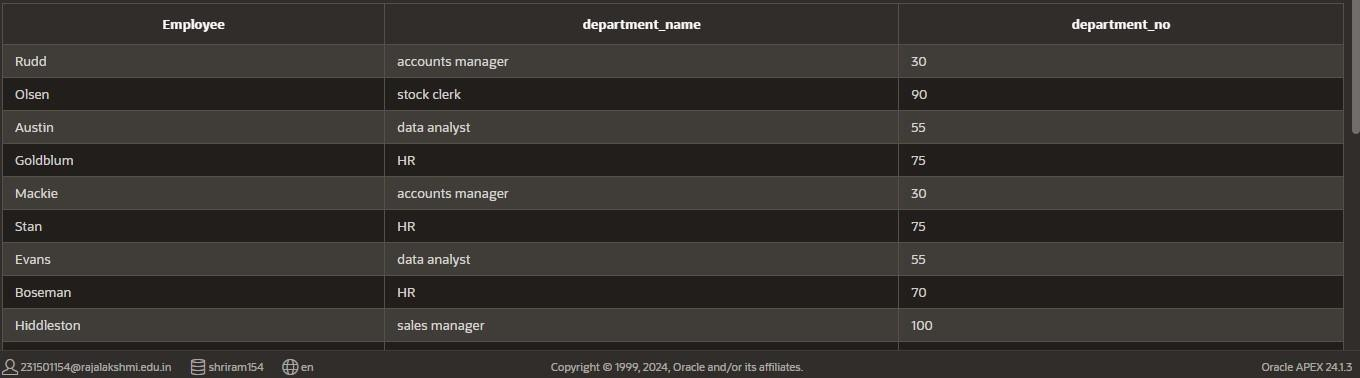 Employee department_name department_no
Rudd accounts manager 30
Olsen stock clerk 90
Austin data analyst 55
Goldblum HR 75
Mackie accounts manager 30
Stan HR 75
Evans data analyst 55
Boseman HR 70
Hiddleston sales manager 100
231501154@rajalakshmi.edu.in shriram154 en Copyright © 1999, 2024, Oracle and/or its affiliates. Oracle APEX 24.1.3